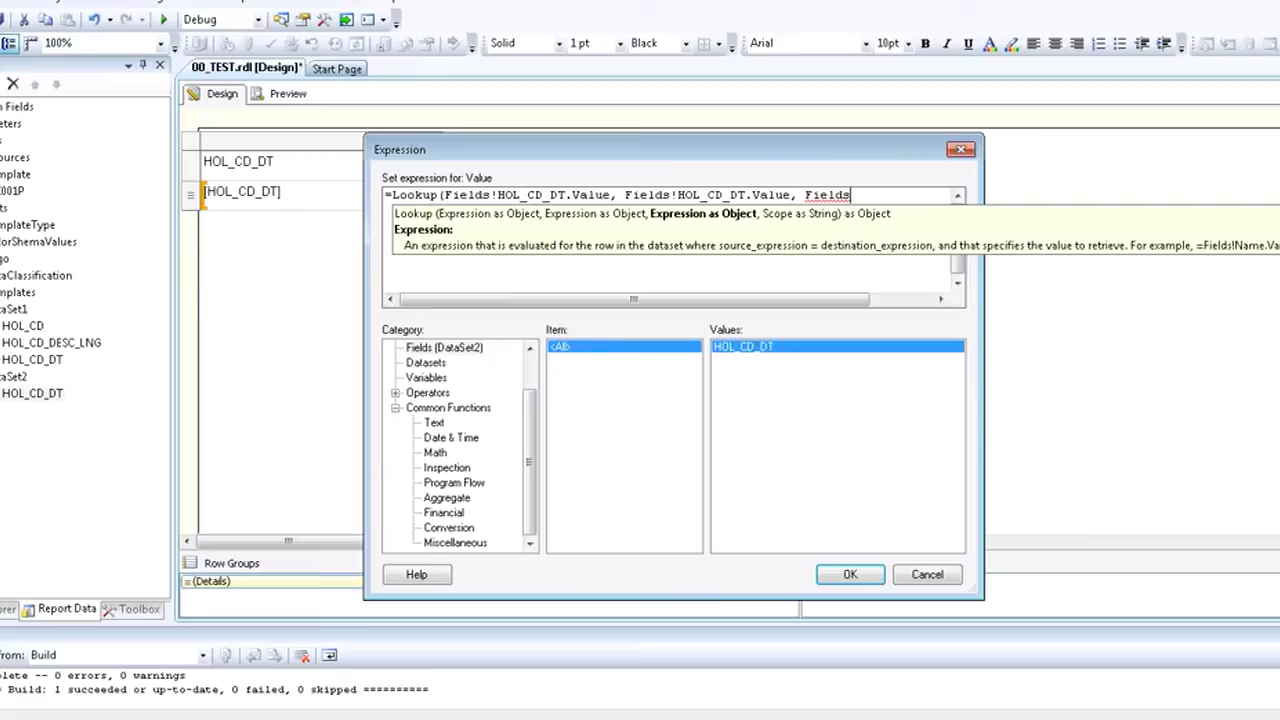 Debug
100%
Solid 1 pt Black Arial 10pt B I U A
00_TEST.rdl [Design]* Start Page
Design Preview
n Fields
eters
s
ources
mplate
C001P
ts
mplateType
orShemaValues
go
taClassification
mplates
taSet1
HOL_CD
HOL_CD_DESC_LNG
HOL_CD_DT
taSet2
HOL_CD_DT
HOL_CD_DT
[HOL_CD_DT]
Expression
Set expression for: Value
=Lookup(Fields!HOL_CD_DT.Value, Fields!HOL_CD_DT.Value, Fields
Lookup (Expression as Object, Expression as Object, Expression as Object, Scope as String) as Object
Expression:
An expression that is evaluated for the row in the dataset where source_expression = destination_expression, and that specifies the value to retrieve. For example, =Fields!Name.Va
Category: Item: Values:
Fields (DataSet2)
Datasets
Variables
Operators
Common Functions
Text
Date & Time
Math
Inspection
Program Flow
Aggregate
Financial
Conversion
Miscellaneous
<All>
HOL_CD_DT
Help OK Cancel
Row Groups
(Details)
orer Report Data Toolbox
from: Build
plete -- 0 errors, 0 warnings
= Build: 1 succeeded or up-to-date, 0 failed, 0 skipped ==========